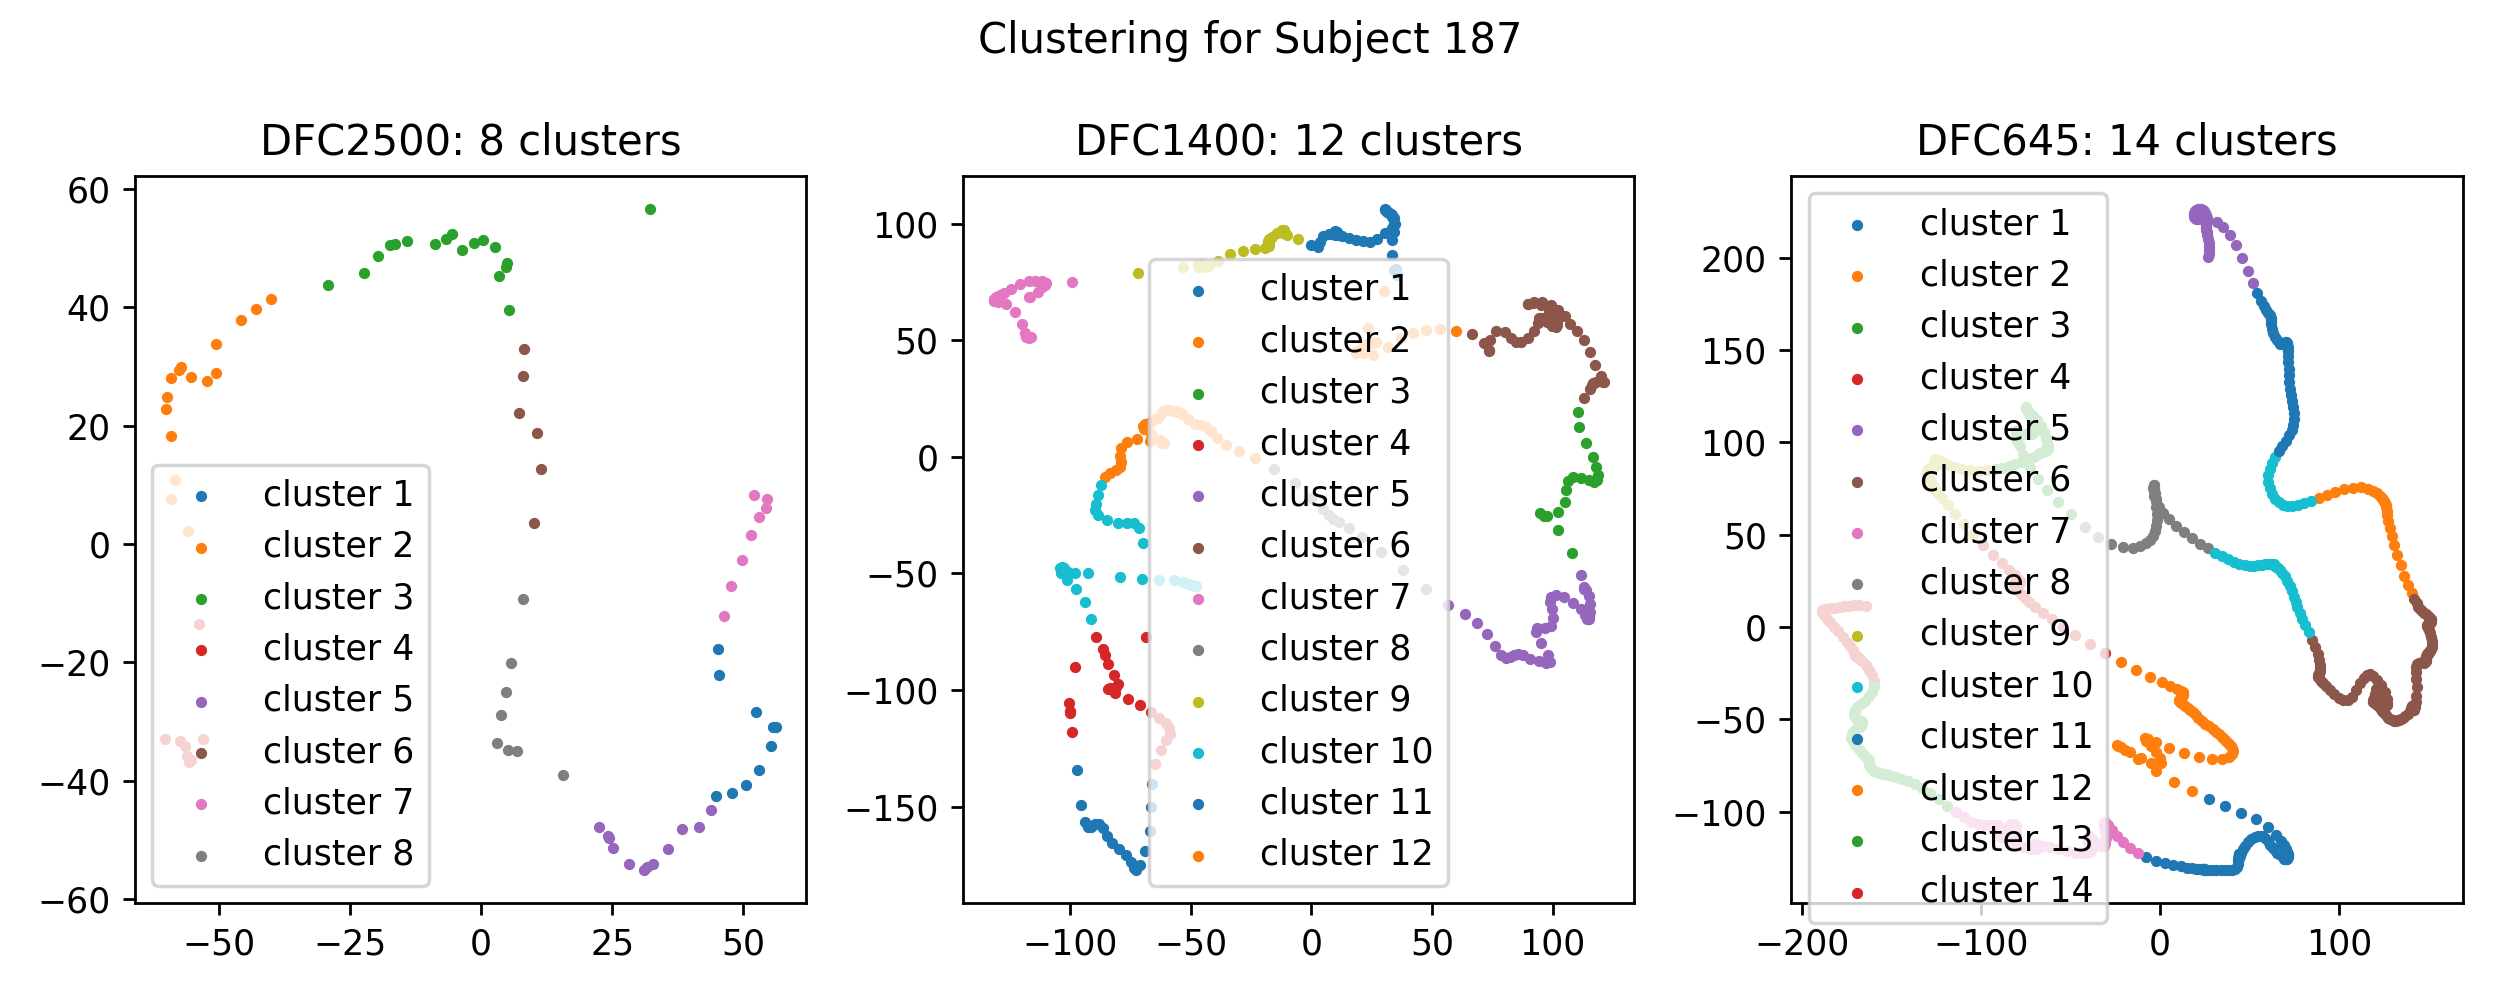 Clustering for Subject 187
DFC2500: 8 clusters
60
40
20
0
−20
−40
−60
−50
−25
0
25
50
cluster 1
cluster 2
cluster 3
cluster 4
cluster 5
cluster 6
cluster 7
cluster 8
DFC1400: 12 clusters
100
50
0
−50
−100
−150
−100
−50
0
50
100
cluster 1
cluster 2
cluster 3
cluster 4
cluster 5
cluster 6
cluster 7
cluster 8
cluster 9
cluster 10
cluster 11
cluster 12
DFC645: 14 clusters
200
150
100
50
0
−50
−100
−200
−100
0
100
cluster 1
cluster 2
cluster 3
cluster 4
cluster 5
cluster 6
cluster 7
cluster 8
cluster 9
cluster 10
cluster 11
cluster 12
cluster 13
cluster 14